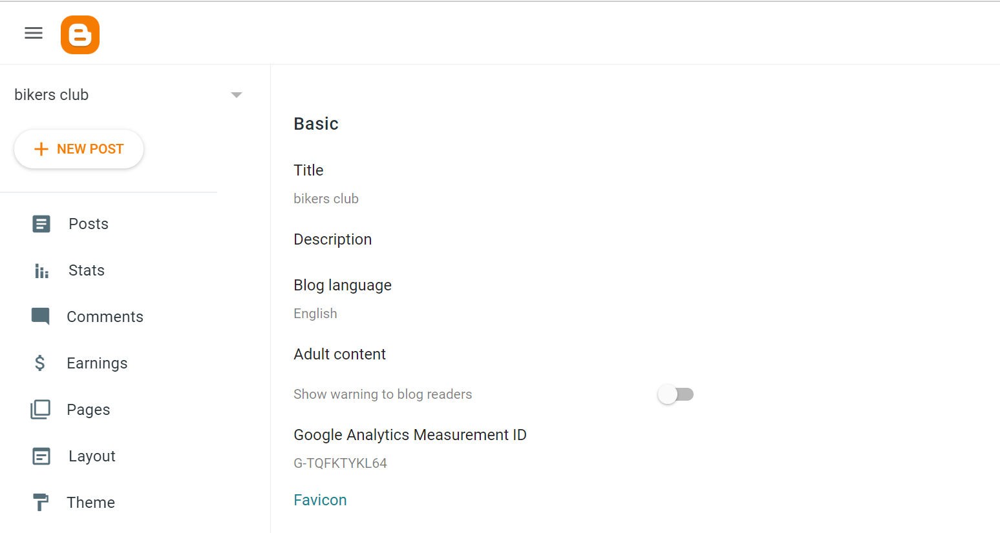 bikers club
NEW POST
Posts
Stats
Comments
Earnings
Pages
Layout
Theme
Basic
Title
bikers club
Description
Blog language
English
Adult content
Show warning to blog readers
Google Analytics Measurement ID
G-TQFKTYKL64
Favicon